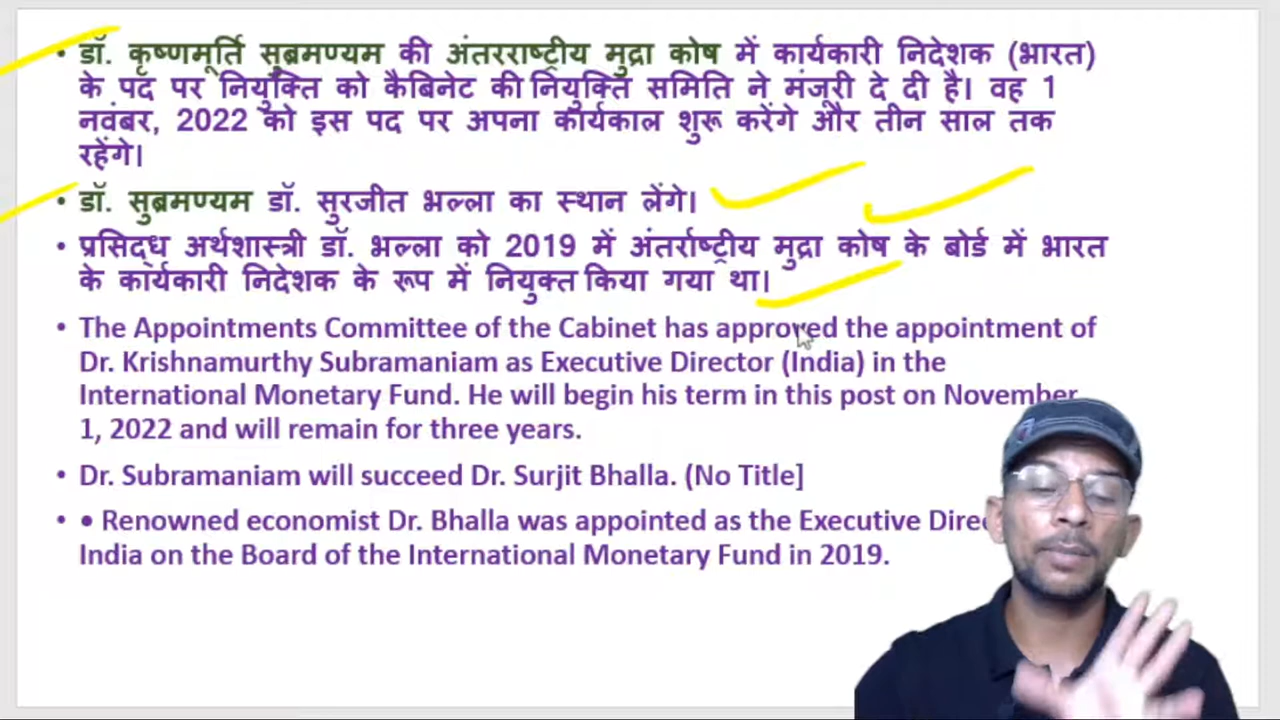 • डॉ. कृष्णमूर्ति सुब्रमण्यम की अंतरराष्ट्रीय मुद्रा कोष में कार्यकारी निदेशक (भारत)
के पद पर नियुक्ति को कैबिनेट की नियुक्ति समिति ने मंजूरी दे दी है। वह 1
नवंबर, 2022 को इस पद पर अपना कार्यकाल शुरू करेंगे और तीन साल तक
रहेंगे।
• डॉ. सुब्रमण्यम डॉ. सुरजीत भल्ला का स्थान लेंगे।
• प्रसिद्ध अर्थशास्त्री डॉ. भल्ला को 2019 में अंतर्राष्ट्रीय मुद्रा कोष के बोर्ड में भारत
के कार्यकारी निदेशक के रूप में नियुक्त किया गया था।
• The Appointments Committee of the Cabinet has approved the appointment of
Dr. Krishnamurthy Subramaniam as Executive Director (India) in the
International Monetary Fund. He will begin his term in this post on November
1, 2022 and will remain for three years.
• Dr. Subramaniam will succeed Dr. Surjit Bhalla. (No Title]
• • Renowned economist Dr. Bhalla was appointed as the Executive
India on the Board of the International Monetary Fund in 2019.